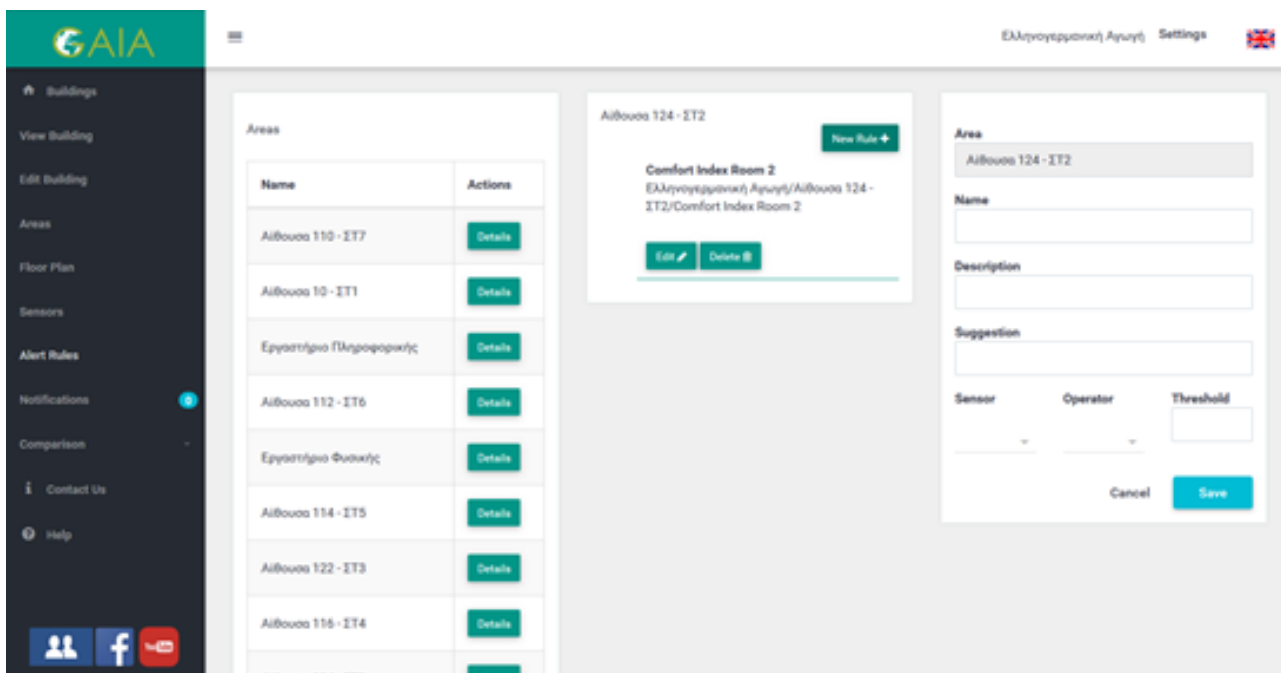 GAIA
Ελληνογερμανική Αγωγή Settings
Buildings
View Building
Edit Building
Areas
Floor Plan
Sensors
Alert Rules
Notifications 0
Comparison
Contact Us
Help
Areas
Name Actions
Αίθουσα 110 - ΣΤ7 Details
Αίθουσα 10 - ΣΤ1 Details
Εργαστήριο Πληροφορικής Details
Αίθουσα 112 - ΣΤ6 Details
Εργαστήριο Φυσικής Details
Αίθουσα 114 - ΣΤ5 Details
Αίθουσα 122 - ΣΤ3 Details
Αίθουσα 116 - ΣΤ4 Details
Αίθουσα 124 - ΣΤ2
New Rule +
Comfort Index Room 2
Ελληνογερμανική Αγωγή/Αίθουσα 124 -
ΣΤ2/Comfort Index Room 2
Edit Delete
Area
Αίθουσα 124 - ΣΤ2
Name
Description
Suggestion
Sensor Operator Threshold
Cancel Save
YouTube